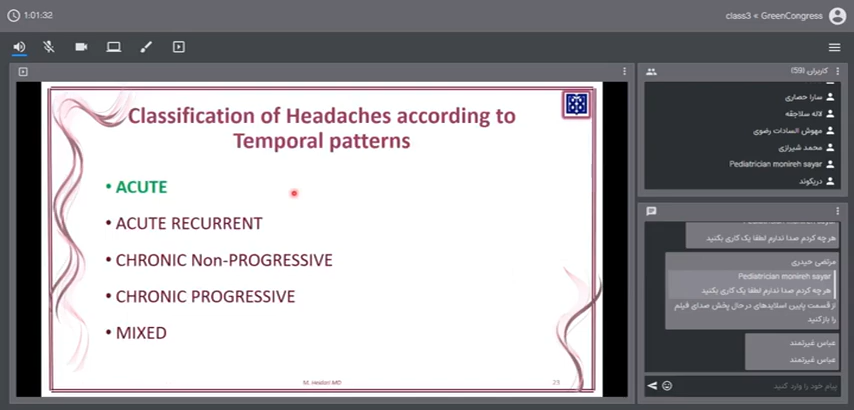 1:01:32
class3 < GreenCongress
Classification of Headaches according to
Temporal patterns
• ACUTE
• ACUTE RECURRENT
• CHRONIC Non-PROGRESSIVE
• CHRONIC PROGRESSIVE
• MIXED
23
کاربران (59)
سارا حصاری
لاله سلاجقه
مهوش السادات رضوی
محمد شیرازی
Pediatrician monireh sayar
دریکوند
هر چه کردم صدا ندارم لطفا یک کاری بکنید
مرتضی حیدری
Pediatrician monireh sayar
هر چه کردم صدا ندارم لطفا یک کاری بکنید
از قسمت پایین اسلایدهای در حال پخش صدای فیلم
را باز کنید
عباس غیرتمند
عباس غیرتمند
پیام خود را وارد کنید